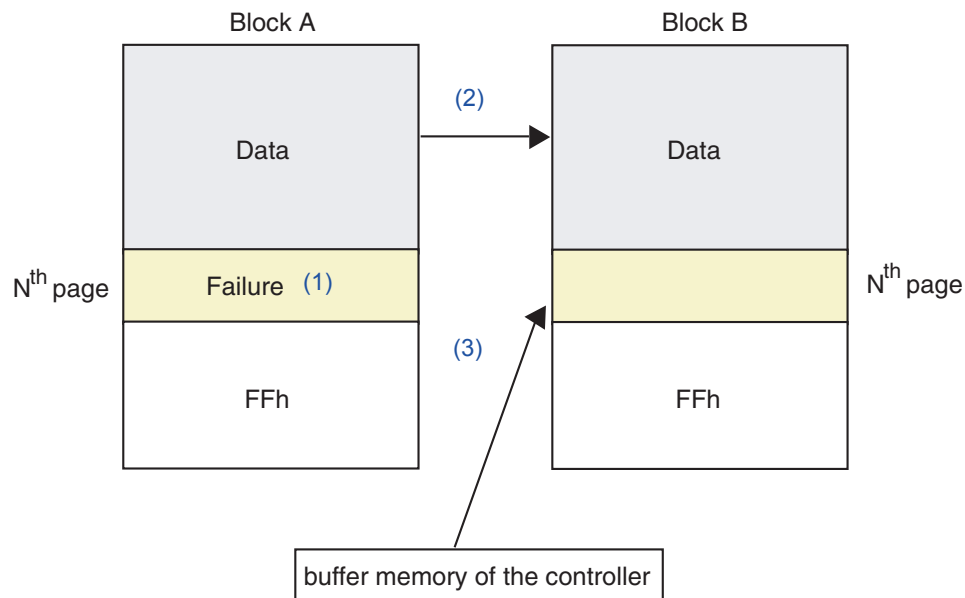 Block A
Block B
(2)
Data
Data
Nth page
Failure (1)
Nth page
(3)
FFh
FFh
buffer memory of the controller